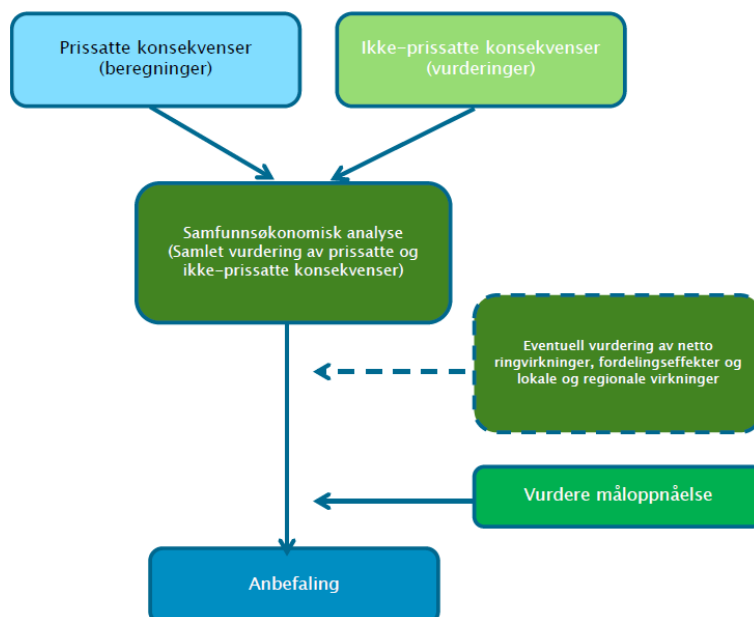 Prissatte konsekvenser
(beregninger)
Ikke-prissatte konsekvenser
(vurderinger)
Samfunnsøkonomisk analyse
(Samlet vurdering av prissatte og
ikke-prissatte konsekvenser)
Eventuell vurdering av netto
ringvirkninger, fordelingseffekter og
lokale og regionale virkninger
Vurdere måloppnåelse
Anbefaling